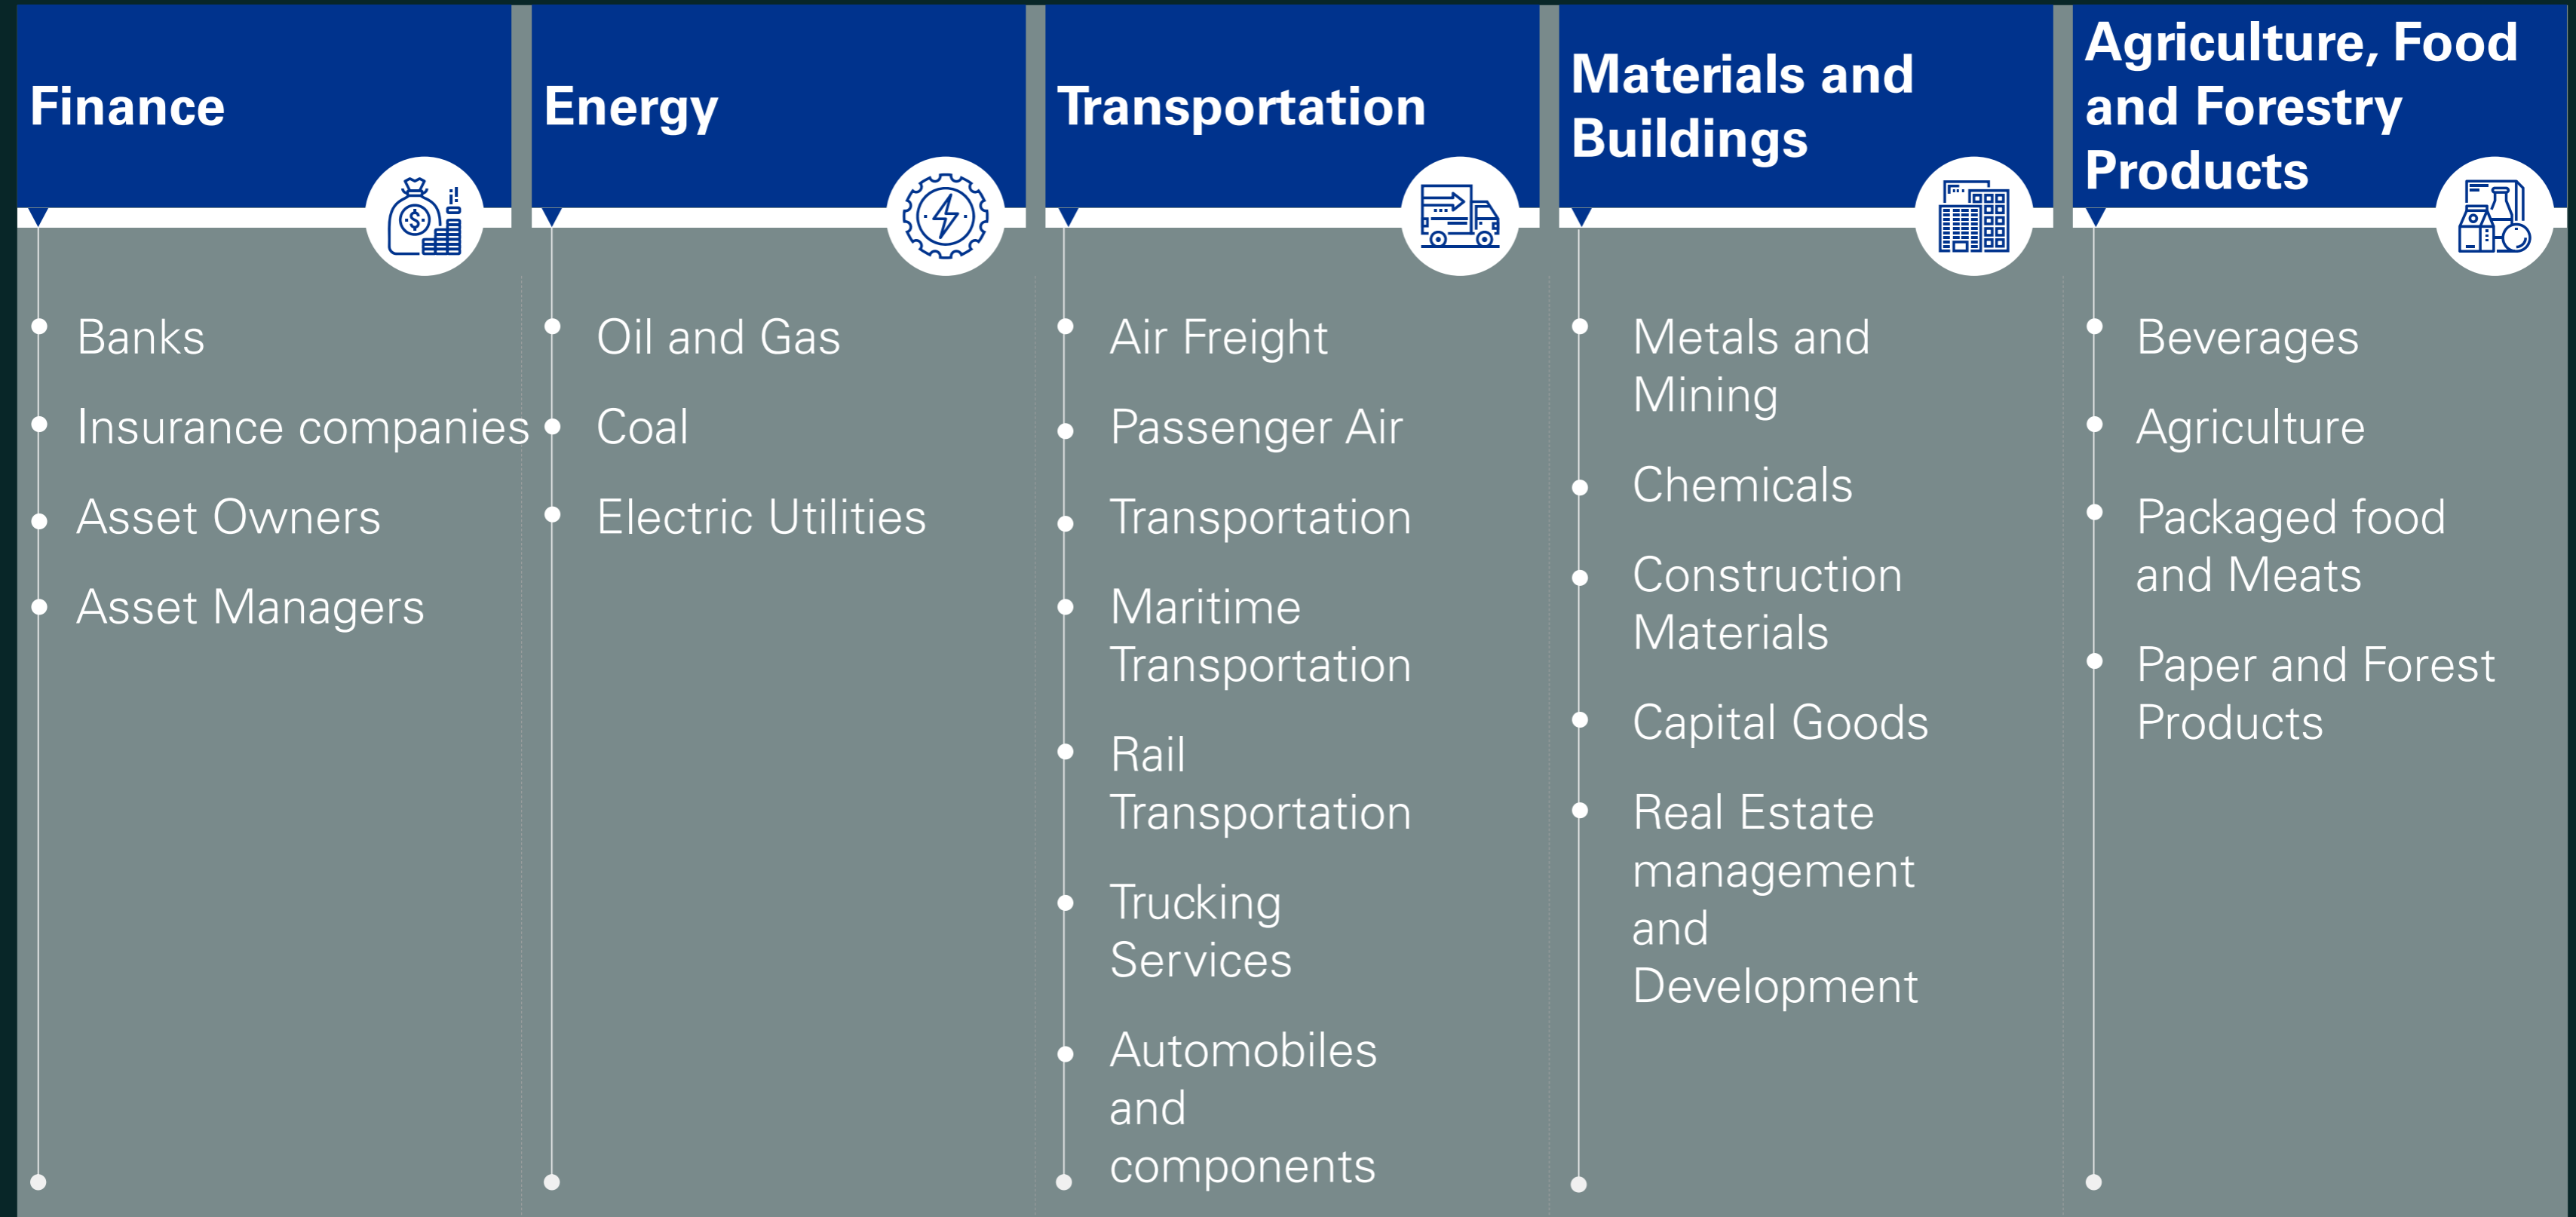 Finance
Banks
Insurance companies
Asset Owners
Asset Managers
Energy
Oil and Gas
Coal
Electric Utilities
Transportation
Air Freight
Passenger Air
Transportation
Maritime
Transportation
Rail
Transportation
Trucking
Services
Automobiles
and
components
Materials and
Buildings
Metals and
Mining
Chemicals
Construction
Materials
Capital Goods
Real Estate
management
and
Development
Agriculture, Food
and Forestry
Products
Beverages
Agriculture
Packaged food
and Meats
Paper and Forest
Products